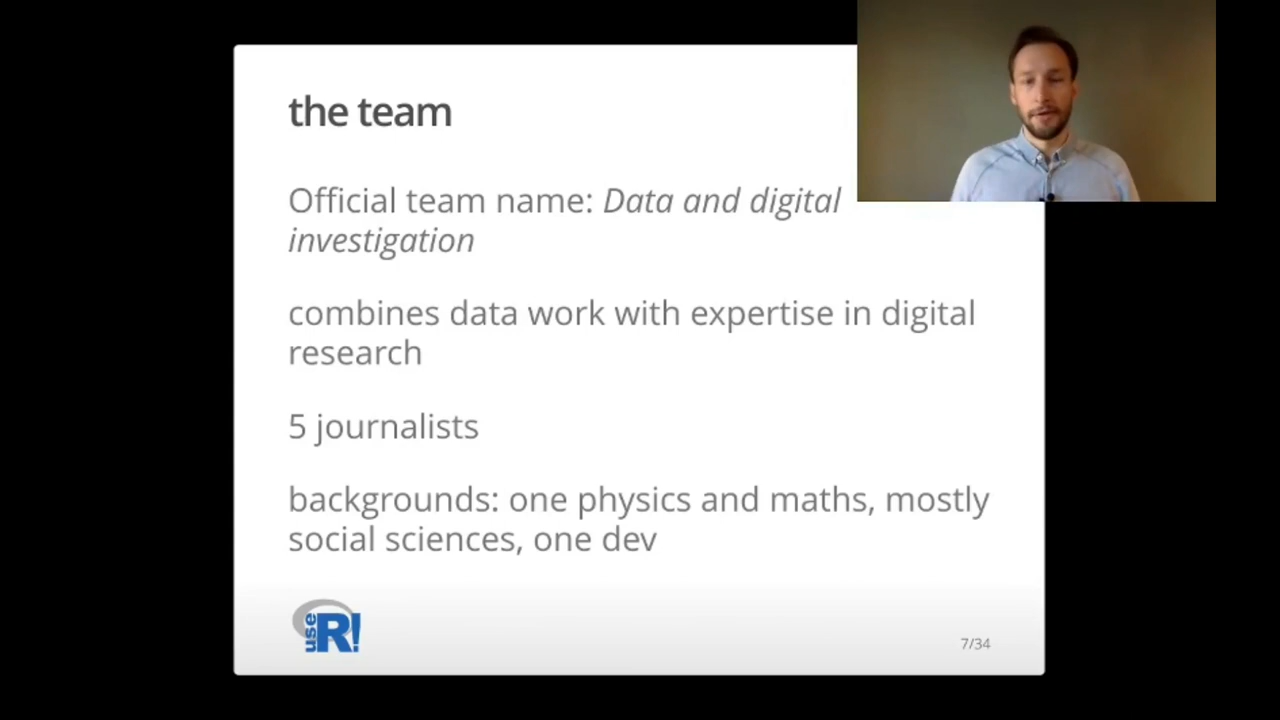 the team
Official team name: Data and digital
investigation
combines data work with expertise in digital
research
5 journalists
backgrounds: one physics and maths, mostly
social sciences, one dev
use R!
7/34